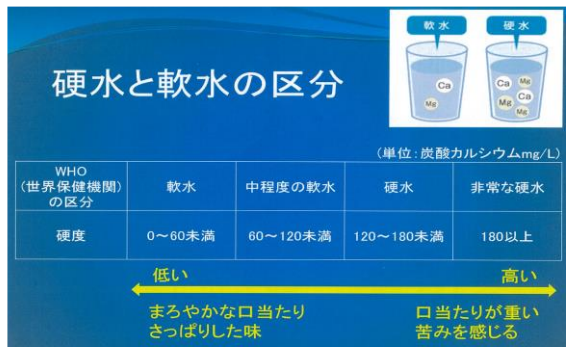 軟水
硬水
Ca
Mg
Ca
Mg
Mg
Ca
Mg
硬水と軟水の区分
(単位:炭酸カルシウムmg/L)
WHO
(世界保健機関)
の区分
軟水
中程度の軟水
硬水
非常な硬水
硬度
0～60未満
60～120未満
120～180未満
180以上
低い
高い
まろやかな口当たり
さっぱりした味
口当たりが重い
苦みを感じる